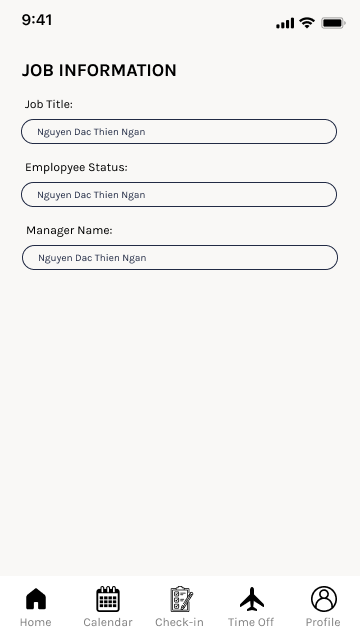 9:41
JOB INFORMATION
Job Title:
Nguyen Dac Thien Ngan
Emplopyee Status:
Nguyen Dac Thien Ngan
Manager Name:
Nguyen Dac Thien Ngan
Home Calendar Check-in Time Off Profile